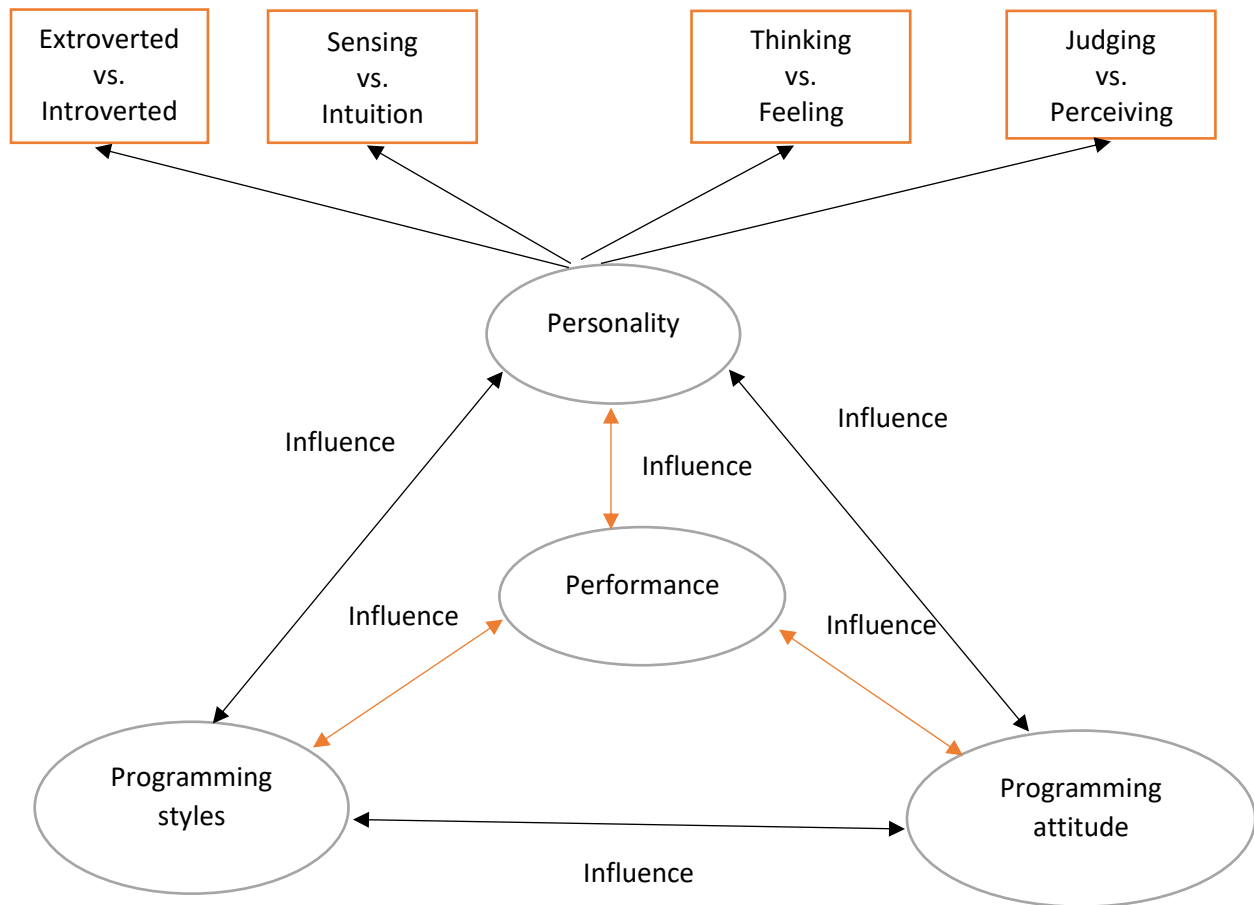 Extroverted
vs.
Introverted
Sensing
vs.
Intuition
Thinking
vs.
Feeling
Judging
vs.
Perceiving
Personality
Influence
Influence
Influence
Performance
Influence
Influence
Programming
styles
Programming
attitude
Influence